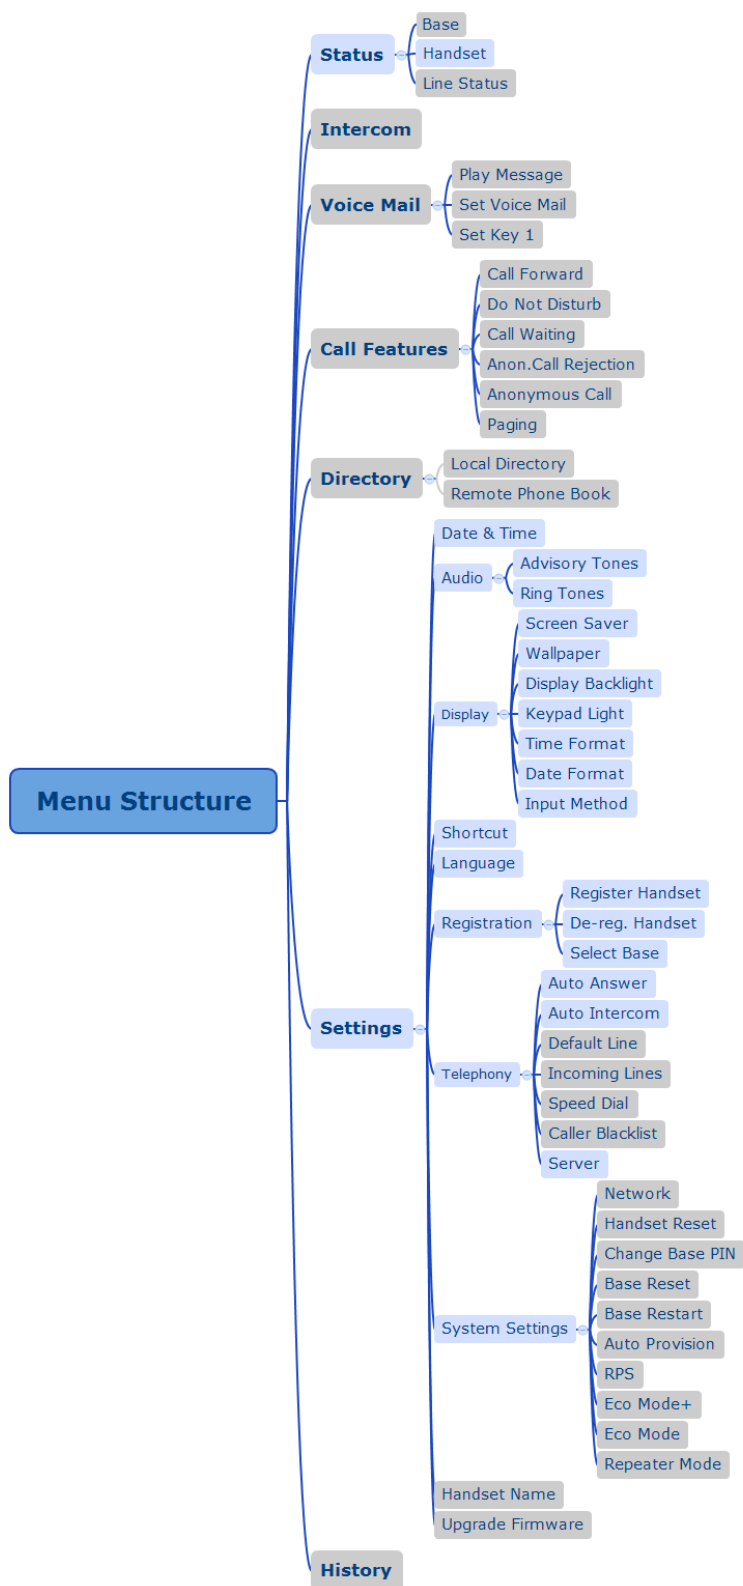 Menu Structure
Status
Base
Handset
Line Status
Intercom
Voice Mail
Play Message
Set Voice Mail
Set Key 1
Call Features
Call Forward
Do Not Disturb
Call Waiting
Anon.Call Rejection
Anonymous Call
Paging
Directory
Local Directory
Remote Phone Book
Settings
Date & Time
Audio
Advisory Tones
Ring Tones
Display
Screen Saver
Wallpaper
Display Backlight
Keypad Light
Time Format
Date Format
Input Method
Shortcut
Language
Registration
Register Handset
De-reg. Handset
Select Base
Telephony
Auto Answer
Auto Intercom
Default Line
Incoming Lines
Speed Dial
Caller Blacklist
Server
System Settings
Network
Handset Reset
Change Base PIN
Base Reset
Base Restart
Auto Provision
RPS
Eco Mode+
Eco Mode
Repeater Mode
Handset Name
Upgrade Firmware
History